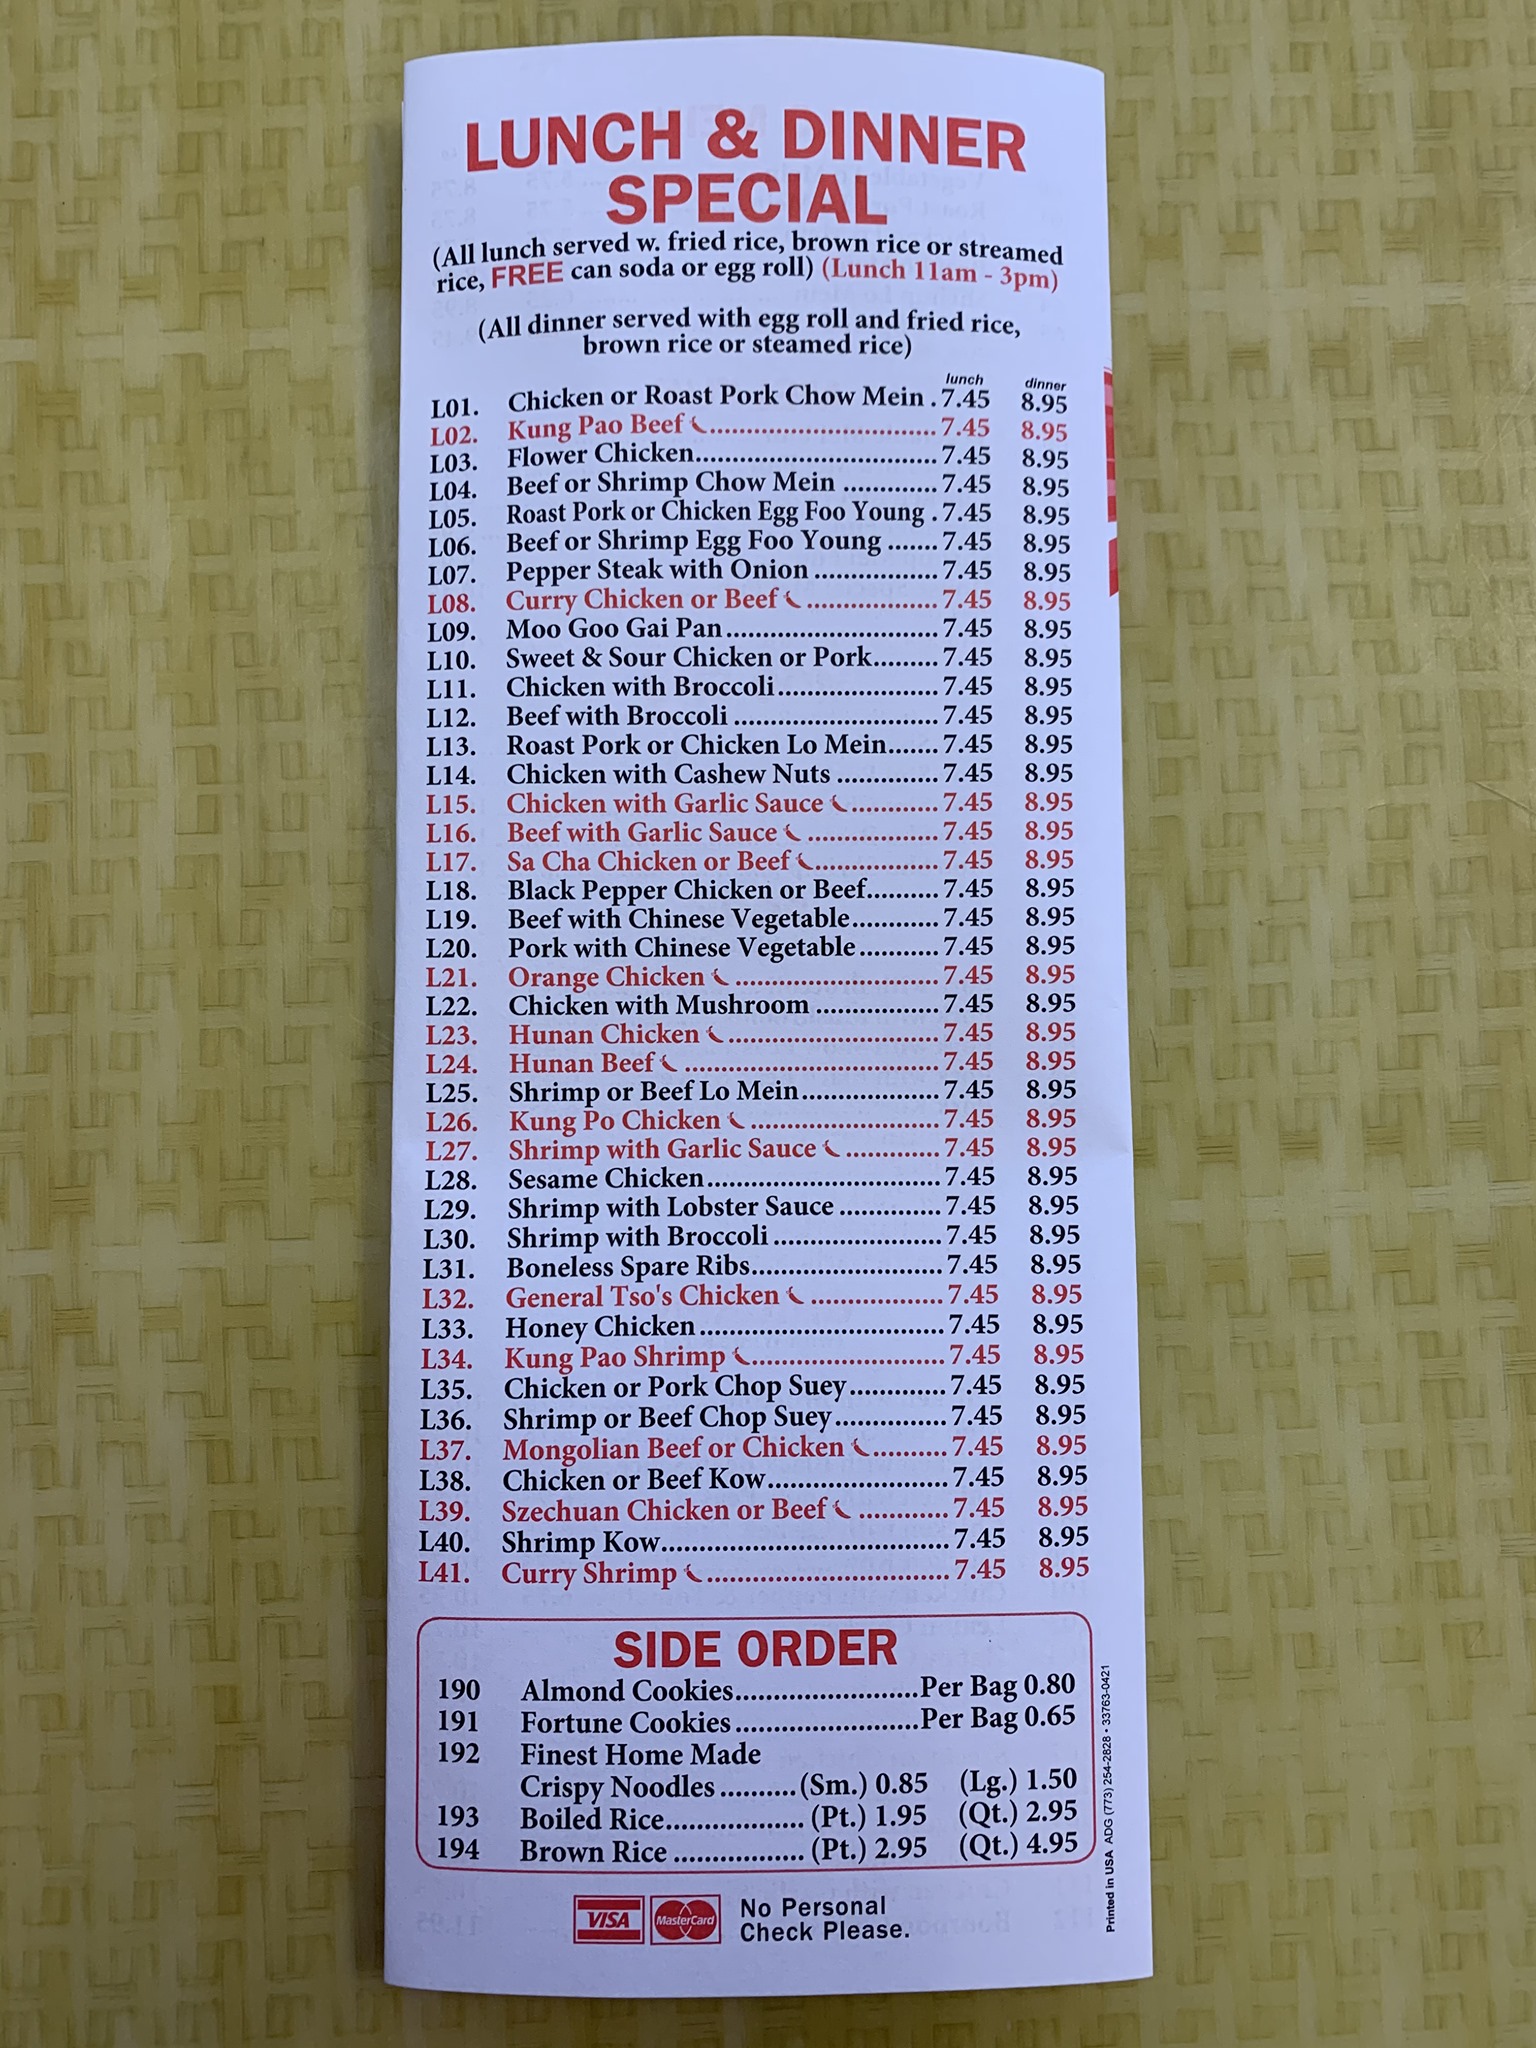 LUNCH & DINNER
SPECIAL
(All lunch served w. fried rice, brown rice or streamed
rice, FREE can soda or egg roll) (Lunch 11am - 3pm)
(All dinner served with egg roll and fried rice,
brown rice or steamed rice)
lunch dinner
L01. Chicken or Roast Pork Chow Mein . 7.45 8.95
L02. Kung Pao Beef ............................. 7.45 8.95
L03. Flower Chicken............................... 7.45 8.95
L04. Beef or Shrimp Chow Mein ............ 7.45 8.95
L05. Roast Pork or Chicken Egg Foo Young . 7.45 8.95
L06. Beef or Shrimp Egg Foo Young ....... 7.45 8.95
L07. Pepper Steak with Onion ................ 7.45 8.95
L08. Curry Chicken or Beef ................. 7.45 8.95
L09. Moo Goo Gai Pan ........................... 7.45 8.95
L10. Sweet & Sour Chicken or Pork......... 7.45 8.95
L11. Chicken with Broccoli ..................... 7.45 8.95
L12. Beef with Broccoli .......................... 7.45 8.95
L13. Roast Pork or Chicken Lo Mein....... 7.45 8.95
L14. Chicken with Cashew Nuts ............. 7.45 8.95
L15. Chicken with Garlic Sauce ........... 7.45 8.95
L16. Beef with Garlic Sauce ................. 7.45 8.95
L17. Sa Cha Chicken or Beef ................ 7.45 8.95
L18. Black Pepper Chicken or Beef......... 7.45 8.95
L19. Beef with Chinese Vegetable........... 7.45 8.95
L20. Pork with Chinese Vegetable .......... 7.45 8.95
L21. Orange Chicken .......................... 7.45 8.95
L22. Chicken with Mushroom ................ 7.45 8.95
L23. Hunan Chicken ........................... 7.45 8.95
L24. Hunan Beef ................................ 7.45 8.95
L25. Shrimp or Beef Lo Mein.................. 7.45 8.95
L26. Kung Po Chicken ........................ 7.45 8.95
L27. Shrimp with Garlic Sauce ............ 7.45 8.95
L28. Sesame Chicken.............................. 7.45 8.95
L29. Shrimp with Lobster Sauce ............. 7.45 8.95
L30. Shrimp with Broccoli ...................... 7.45 8.95
L31. Boneless Spare Ribs......................... 7.45 8.95
L32. General Tso's Chicken ................. 7.45 8.95
L33. Honey Chicken ................................ 7.45 8.95
L34. Kung Pao Shrimp ......................... 7.45 8.95
L35. Chicken or Pork Chop Suey............. 7.45 8.95
L36. Shrimp or Beef Chop Suey............... 7.45 8.95
L37. Mongolian Beef or Chicken .......... 7.45 8.95
L38. Chicken or Beef Kow........................ 7.45 8.95
L39. Szechuan Chicken or Beef ............ 7.45 8.95
L40. Shrimp Kow..................................... 7.45 8.95
L41. Curry Shrimp ............................... 7.45 8.95
SIDE ORDER
190 Almond Cookies........................Per Bag 0.80
191 Fortune Cookies ........................Per Bag 0.65
192 Finest Home Made
Crispy Noodles ..........(Sm.) 0.85 (Lg.) 1.50
193 Boiled Rice.................. (Pt.) 1.95 (Qt.) 2.95
194 Brown Rice ................. (Pt.) 2.95 (Qt.) 4.95
VISA MasterCard No Personal
Check Please.
Printed in USA ADG (773) 254-2828 • 33763-0421